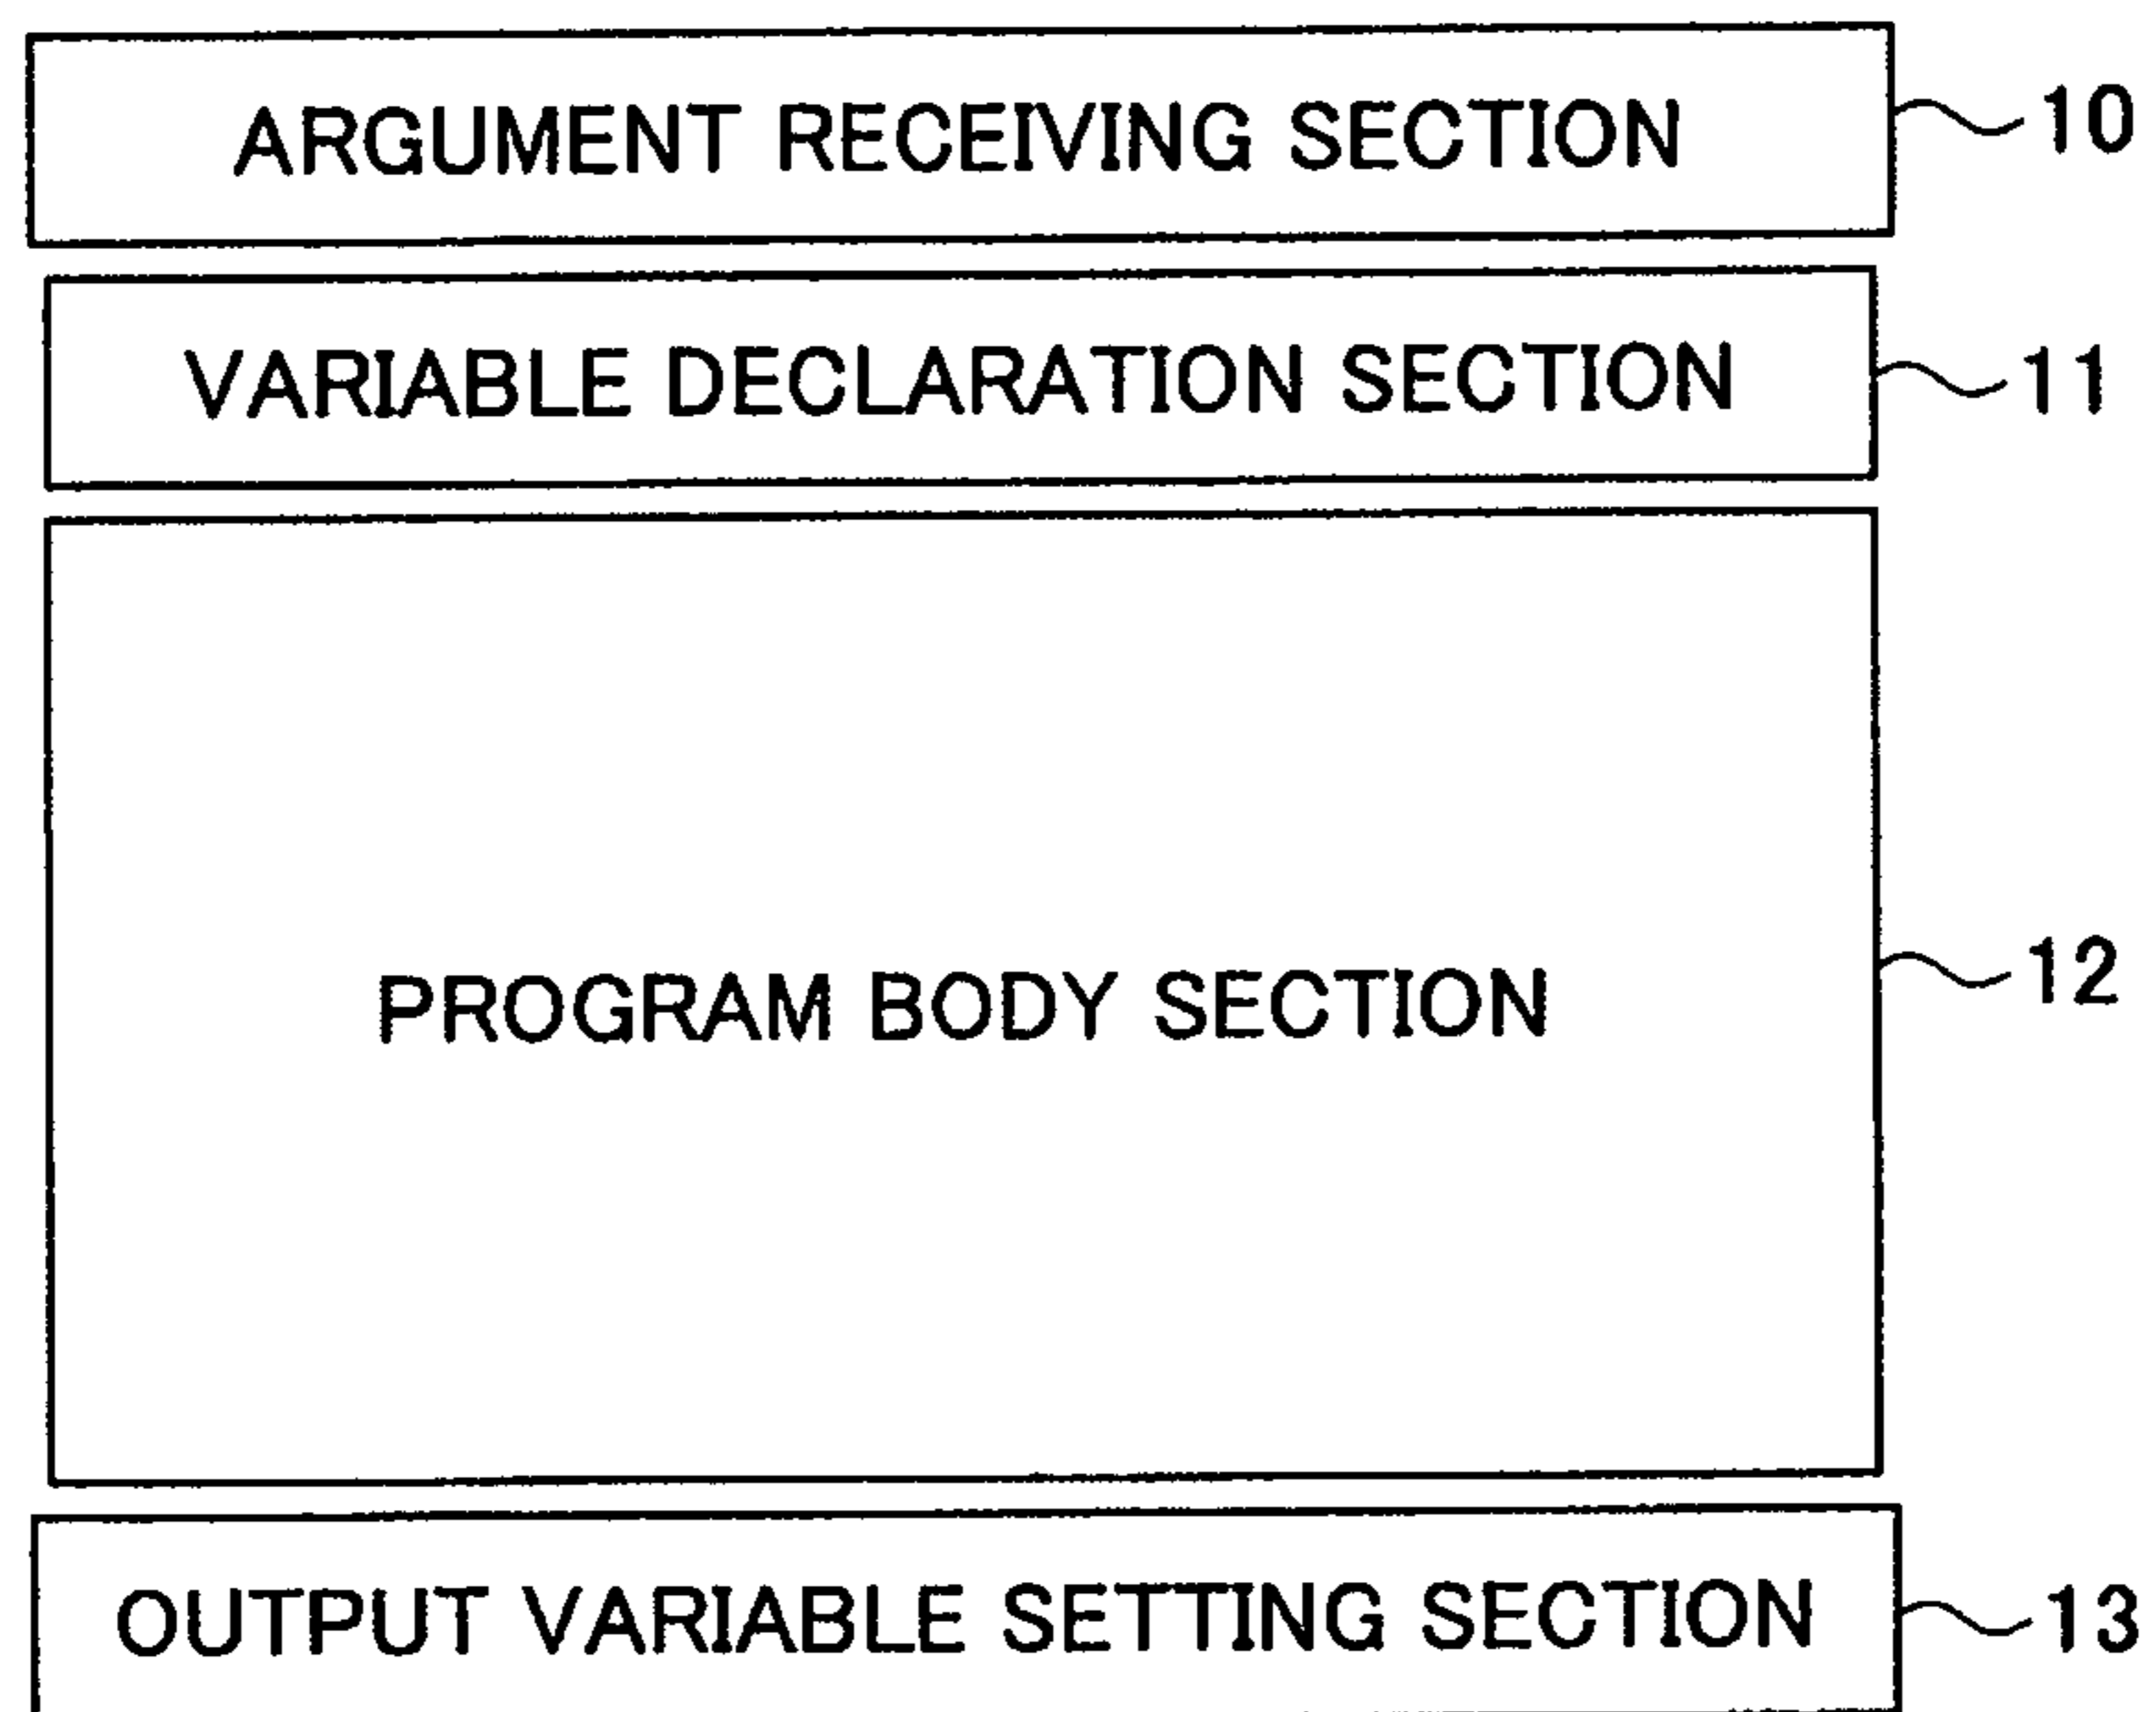 ARGUMENT RECEIVING SECTION 10
VARIABLE DECLARATION SECTION 11
PROGRAM BODY SECTION 12
OUTPUT VARIABLE SETTING SECTION 13